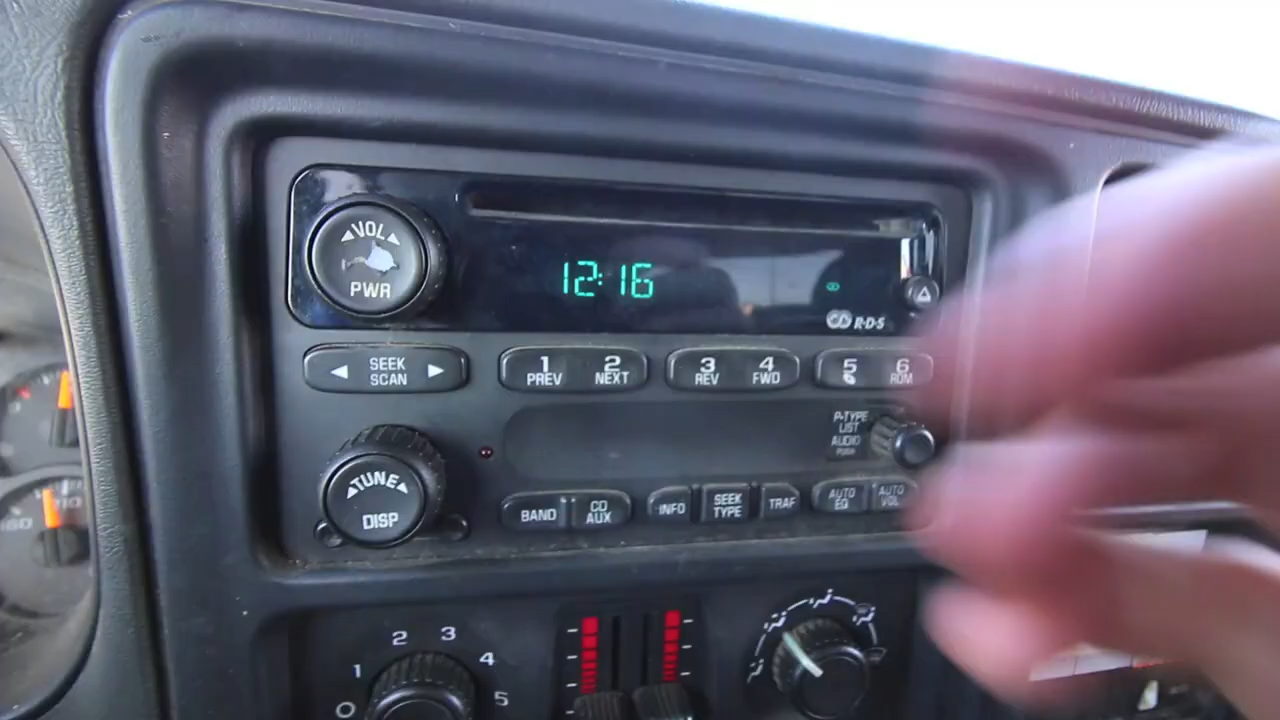 VOL
PWR
12:16
R·D·S
SEEK
SCAN
1
PREV
2
NEXT
3
REV
4
FWD
5
6
RDM
P-TYPE
LIST
AUDIO
PUSH
TUNE
DISP
BAND
CD
AUX
INFO
SEEK
TYPE
TRAF
AUTO
EQ
AUTO
VOL
0
1
2
3
4
5